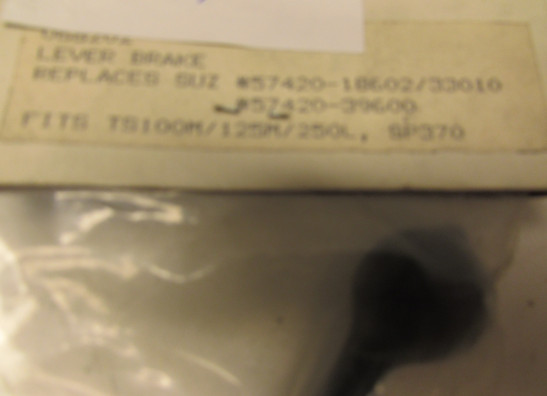 LEVER BRAKE
REPLACES SUZ #57420-18602/33010
#57420-39600
FITS TS100M/125M/250L, SP370